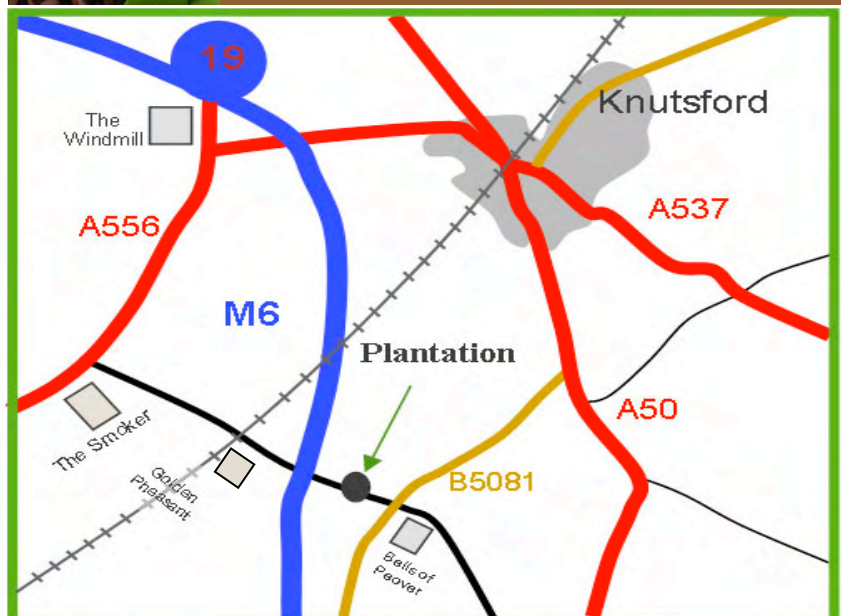 19
The
Windmill
Knutsford
A556
A537
M6
Plantation
The Smoker
A50
Golden
Pheasant
B5081
Bells of
Peover